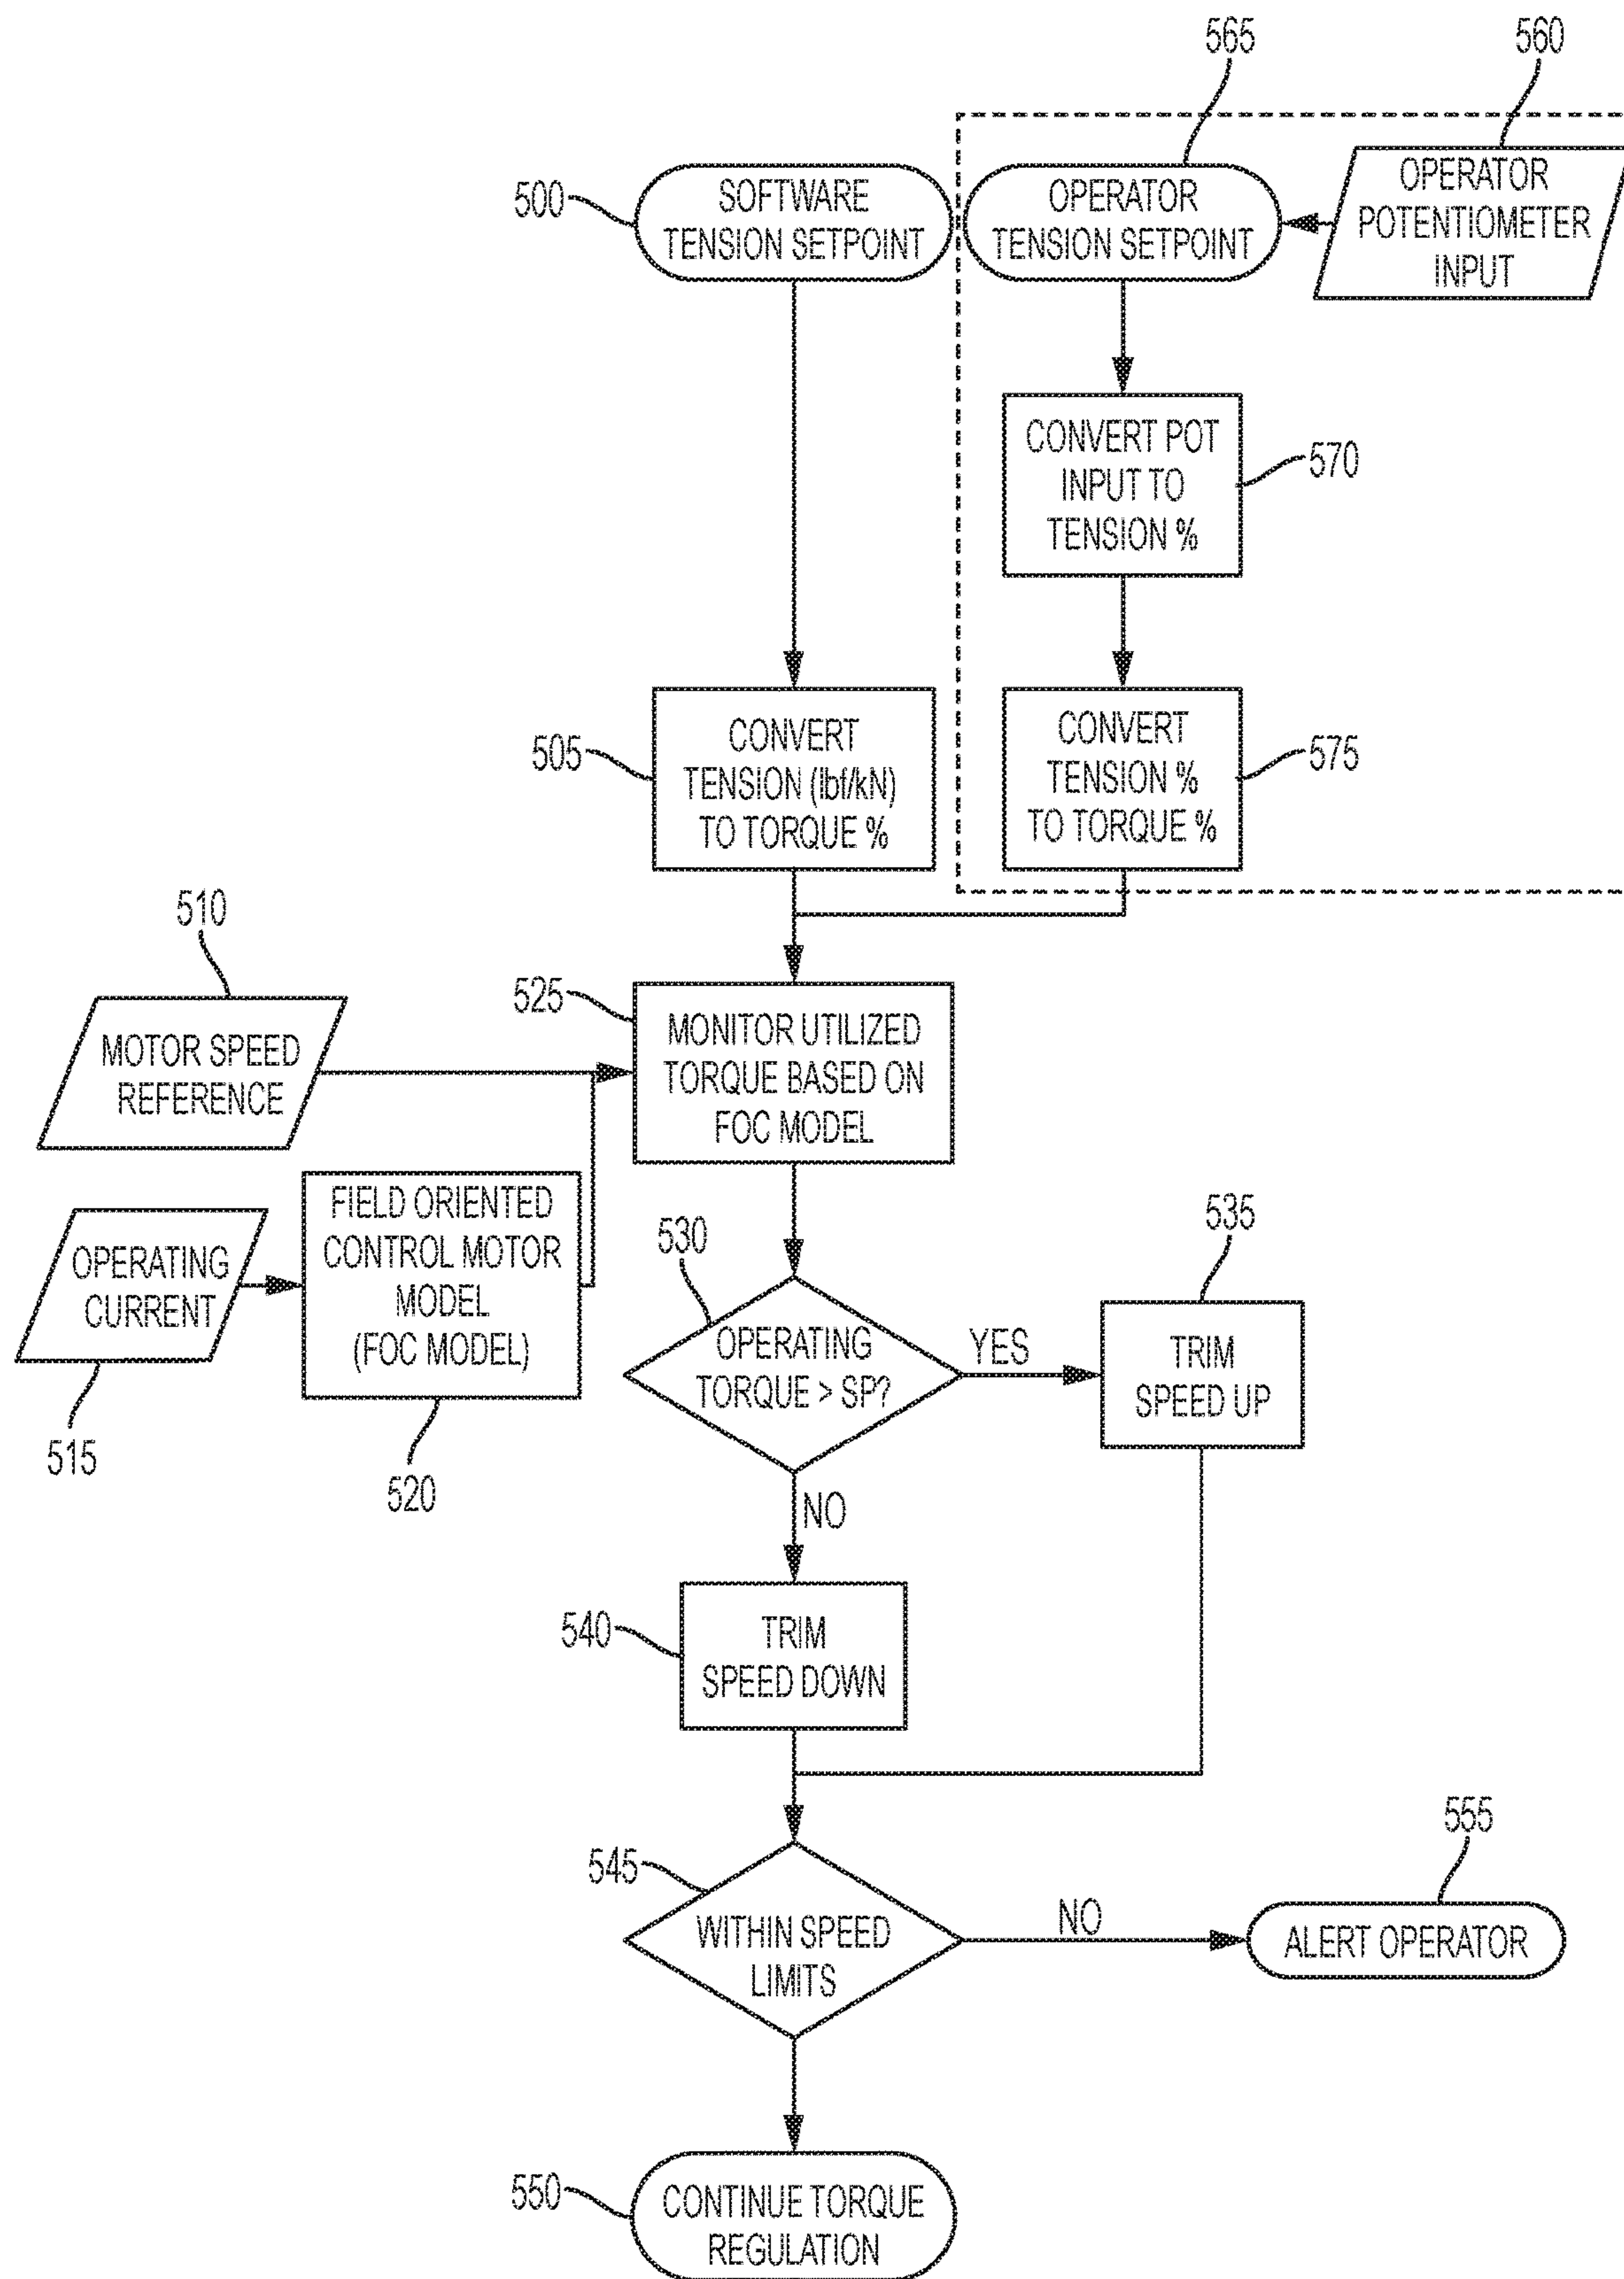 565
560
500
SOFTWARE
TENSION SETPOINT
OPERATOR
TENSION SETPOINT
OPERATOR
POTENTIOMETER
INPUT
CONVERT POT
INPUT TO
TENSION %
570
505
CONVERT
TENSION (lbf/kN)
TO TORQUE %
CONVERT
TENSION %
TO TORQUE %
575
510
MOTOR SPEED
REFERENCE
525
MONITOR UTILIZED
TORQUE BASED ON
FOC MODEL
OPERATING
CURRENT
515
FIELD ORIENTED
CONTROL MOTOR
MODEL
(FOC MODEL)
520
530
OPERATING
TORQUE > SP?
YES
535
TRIM
SPEED UP
NO
540
TRIM
SPEED DOWN
545
WITHIN SPEED
LIMITS
NO
555
ALERT OPERATOR
550
CONTINUE TORQUE
REGULATION